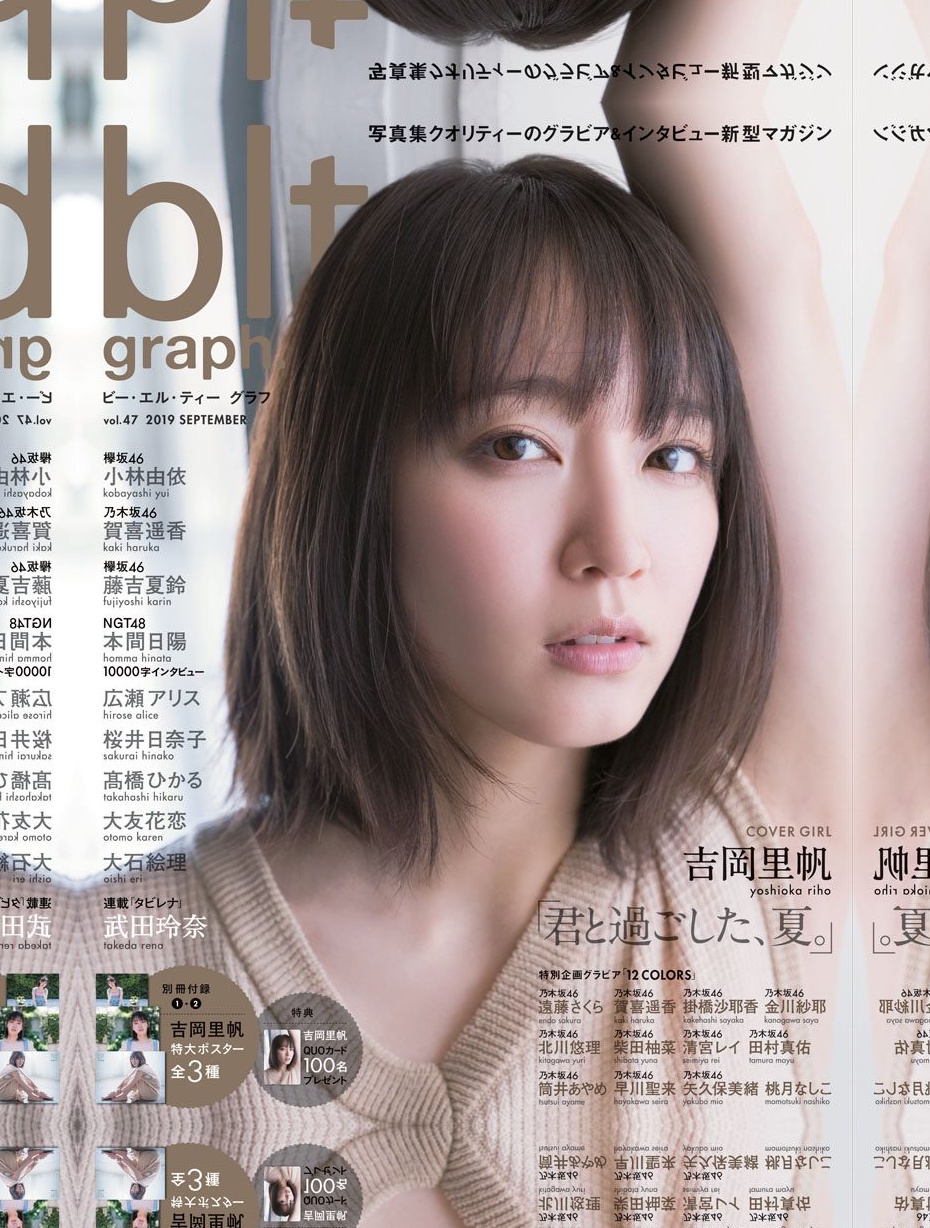 blt
graph
ビー・エル・ティー グラフ
vol.47 2019 SEPTEMBER
写真集クオリティーのグラビア&インタビュー新型マガジン
欅坂46
小林由依
kobayashi yui
乃木坂46
賀喜遥香
kaki haruka
欅坂46
藤吉夏鈴
fujiyoshi karin
NGT48
本間日陽
homma hinata
10000字インタビュー
広瀬アリス
hirose alice
桜井日奈子
sakurai hinako
髙橋ひかる
takahashi hikaru
大友花恋
otomo karen
大石絵理
oishi eri
連載「タビレナ」
武田玲奈
takeda rena
COVER GIRL
吉岡里帆
yoshioka riho
「君と過ごした、夏。」
特別企画グラビア「12 COLORS」
乃木坂46 乃木坂46 乃木坂46 乃木坂46
遠藤さくら 賀喜遥香 掛橋沙耶香 金川紗耶
endo sakura kaki haruka kakehashi sayaka kanagawa saya
乃木坂46 乃木坂46 乃木坂46 乃木坂46
北川悠理 柴田柚菜 清宮レイ 田村真佑
kitagawa yuri shibata yuna seimiya rei tamura mayu
乃木坂46 乃木坂46 乃木坂46
筒井あやめ 早川聖来 矢久保美緒 桃月なしこ
tsutsui ayame hayakawa seira yakubo mio momotsuki nashiko
別冊付録
1・2
吉岡里帆
特大ポスター
全3種
特典
吉岡里帆
QUOカード
100名
プレゼント